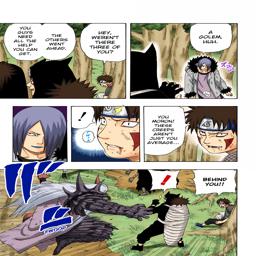 YOU
GUYS
NEED
ALL THE
HELP
YOU CAN
GET.
THE
OTHERS
WENT
AHEAD.
HEY,
WEREN'T
THERE
THREE OF
YOU?
A
GOLEM,
HUH.
!
YOU
MORON!
THESE
CREEPS
AREN'T
JUST YOU
AVERAGE...
!
BEHIND
YOU!!